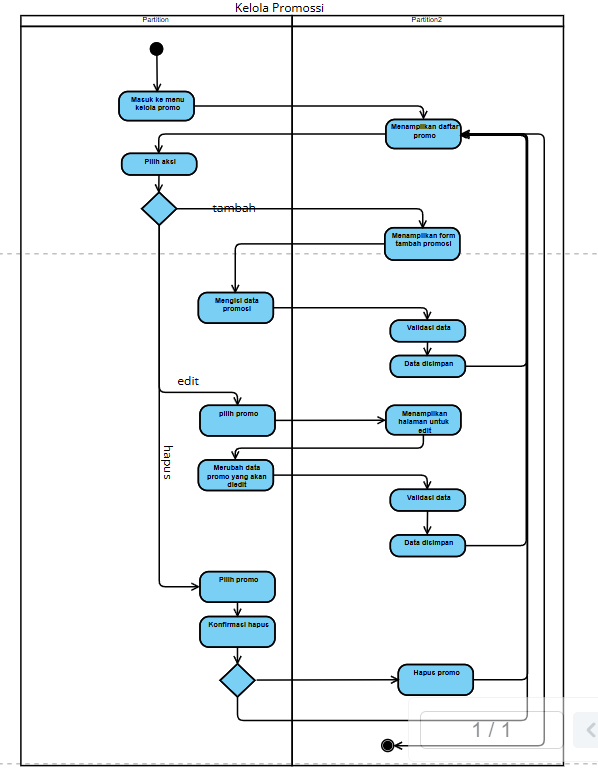 Kelola Promossi
Partition
Partition2
Masuk ke menu
kelola promo
Menampilkan daftar
promo
Pilih aksi
tambah
Menampilkan form
tambah promosi
Mengisi data
promosi
Validasi data
Data disimpan
edit
pilih promo
Menampilkan
halaman untuk
edit
hapus
Merubah data
promo yang akan
diedit
Validasi data
Data disimpan
Pilih promo
Konfirmasi hapus
Hapus promo
1 / 1